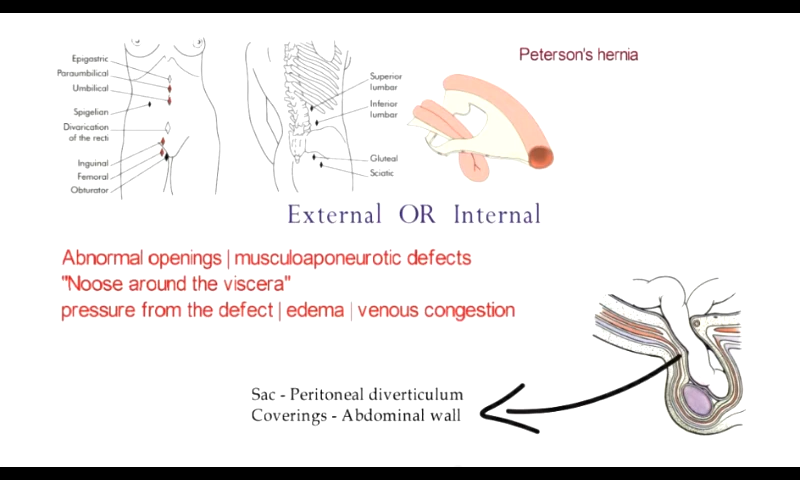 Peterson's hernia
Epigastric
Paraumbilical
Umbilical
Spigelian
Divarication
of the recti
Inguinal
Femoral
Obturator
Superior
lumbar
Inferior
lumbar
Gluteal
Sciatic
External OR Internal
Abnormal openings | musculoaponeurotic defects
"Noose around the viscera"
pressure from the defect | edema | venous congestion
Sac - Peritoneal diverticulum
Coverings - Abdominal wall